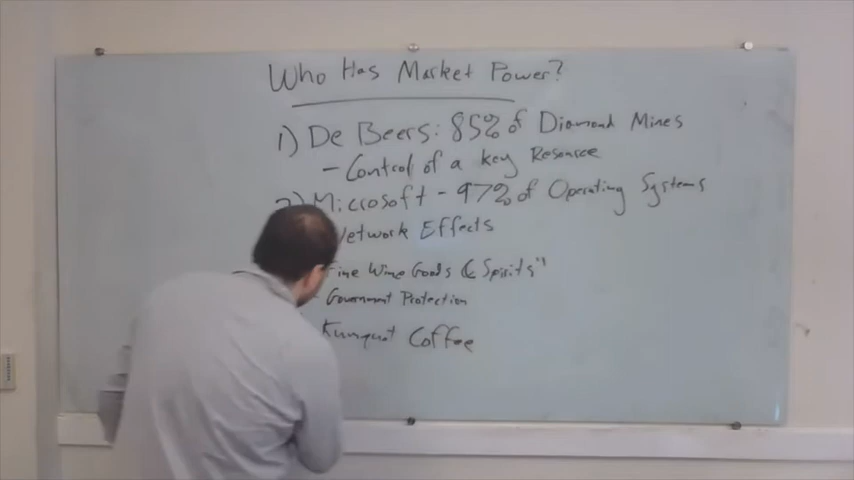 Who Has Market Power?
1) De Beers: 85% of Diamond Mines
- Control of a key Resource
2) Microsoft - 97% of Operating Systems
Network Effects
Fine Wine Goods & Spirits"
Government Protection
Kumquat Coffee